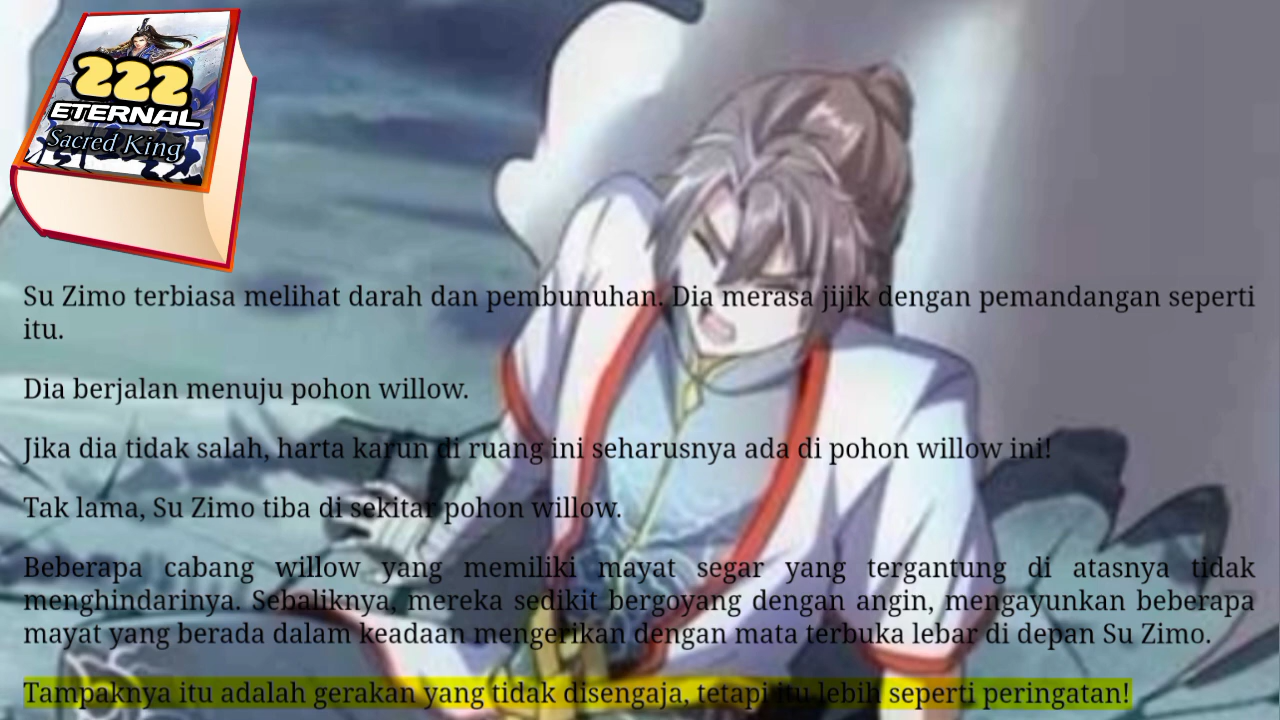 222
ETERNAL
Sacred King
Su Zimo terbiasa melihat darah dan pembunuhan. Dia merasa jijik dengan pemandangan seperti
itu.
Dia berjalan menuju pohon willow.
Jika dia tidak salah, harta karun di ruang ini seharusnya ada di pohon willow ini!
Tak lama, Su Zimo tiba di sekitar pohon willow.
Beberapa cabang willow yang memiliki mayat segar yang tergantung di atasnya tidak
menghindarinya. Sebaliknya, mereka sedikit bergoyang dengan angin, mengayunkan beberapa
mayat yang berada dalam keadaan mengerikan dengan mata terbuka lebar di depan Su Zimo.
Tampaknya itu adalah gerakan yang tidak disengaja, tetapi itu lebih seperti peringatan!